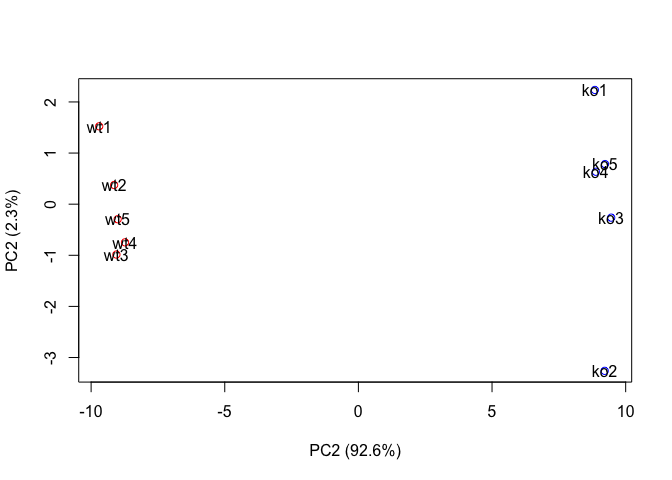 ko1
2
wt1
1
ko5
ko4
wt2
0
wt5
ko3
wt4
-1
wt3
-2
-3
ko2
PC2 (2.3%)
-10 -5 0 5 10
PC2 (92.6%)